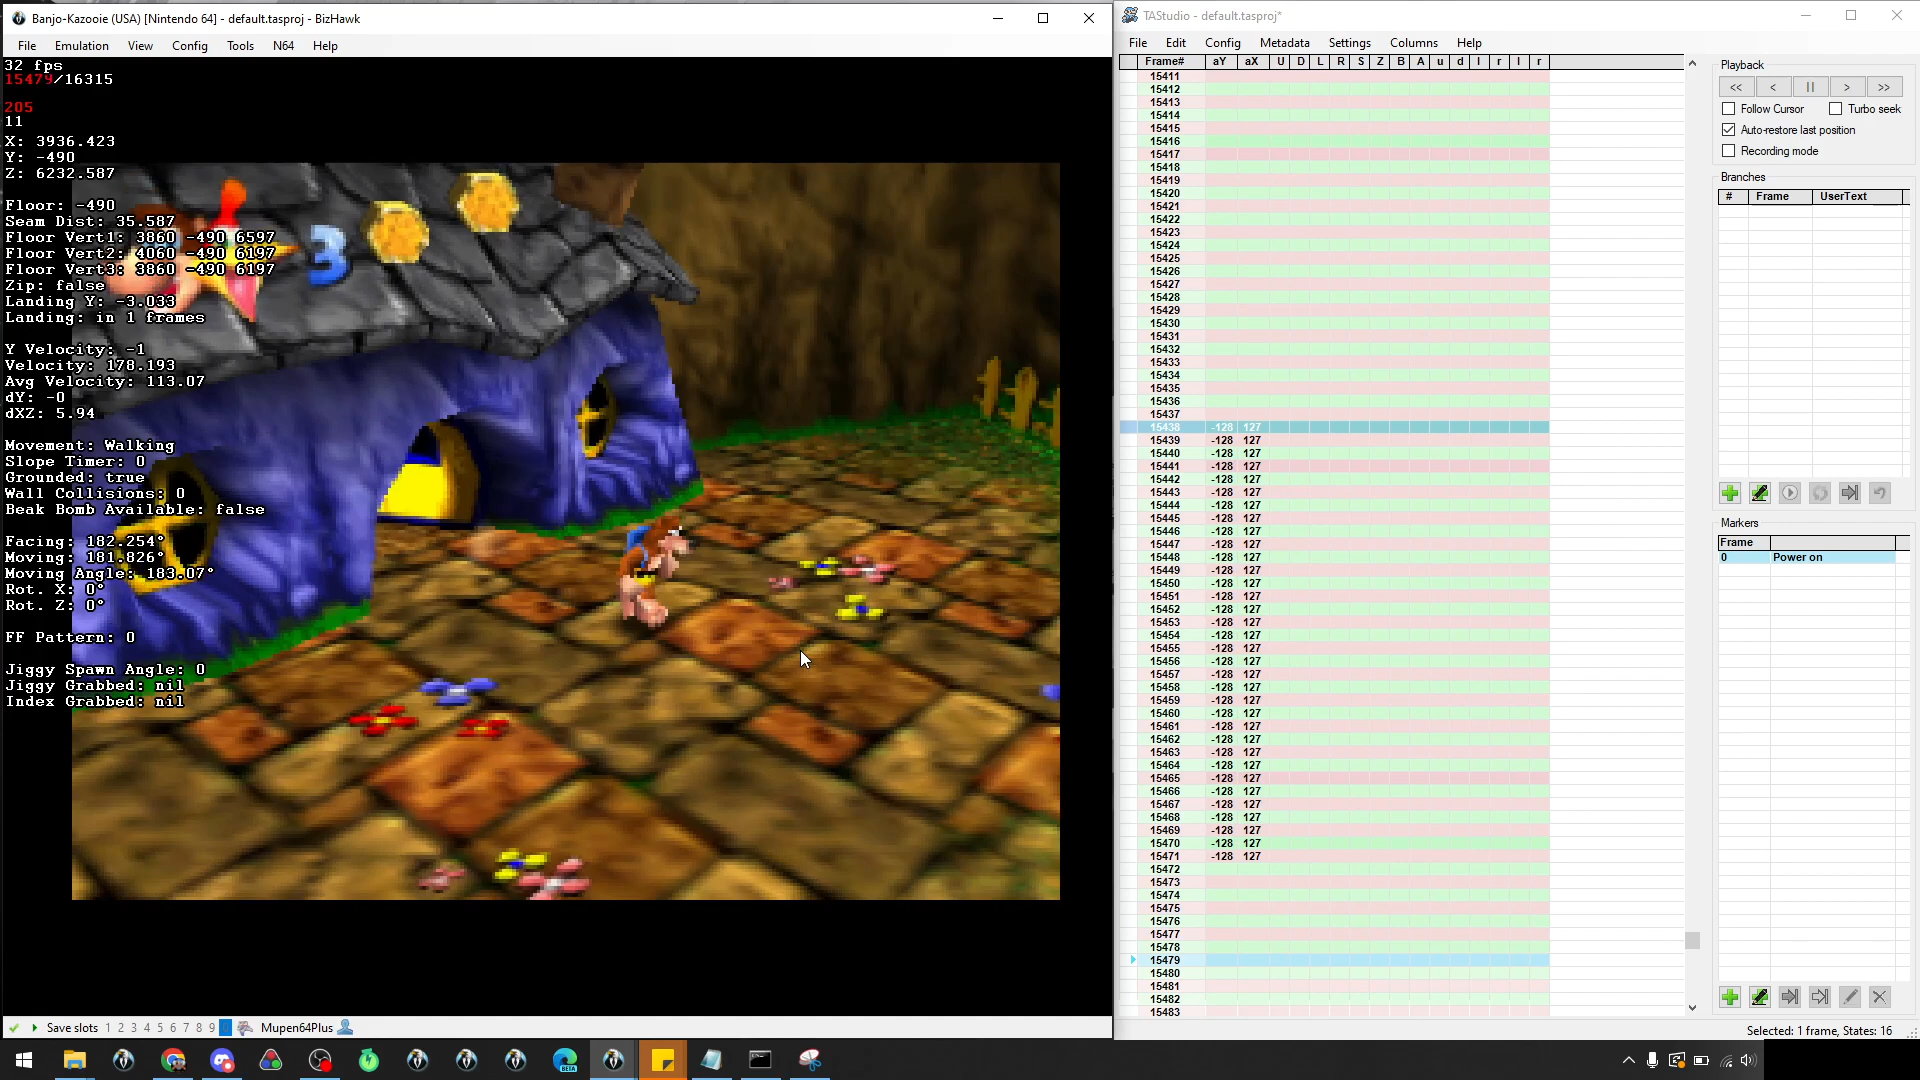 Banjo-Kazooie (USA) [Nintendo 64] - default.tasproj - BizHawk
File Emulation View Config Tools N64 Help
32 fps
15479/16315
205
11
X: 3936.423
Y: -490
Z: 6232.587
Floor: -490
Seam Dist: 35.587
Floor Vert1: 3860 -490 6597
Floor Vert2: 4060 -490 6197
Floor Vert3: 3860 -490 6197
Zip: false
Landing Y: -3.033
Landing: in 1 frames
3
Y Velocity: -1
Velocity: 178.193
Avg Velocity: 113.07
dY: -0
dXZ: 5.94
Movement: Walking
Slope Timer: 0
Grounded: true
Wall Collisions: 0
Beak Bomb Available: false
Facing: 182.254°
Moving: 181.826°
Moving Angle: 183.07°
Rot. X: 0°
Rot. Z: 0°
FF Pattern: 0
Jiggy Spawn Angle: 0
Jiggy Grabbed: nil
Index Grabbed: nil
Save slots 1 2 3 4 5 6 7 8 9
Mupen64Plus
TAStudio - default.tasproj*
File Edit Config Metadata Settings Columns Help
Frame# aY aX U D L R S Z B A u d l r l r
15411
15412
15413
15414
15415
15416
15417
15418
15419
15420
15421
15422
15423
15424
15425
15426
15427
15428
15429
15430
15431
15432
15433
15434
15435
15436
15437
15438 -128 127
15439 -128 127
15440 -128 127
15441 -128 127
15442 -128 127
15443 -128 127
15444 -128 127
15445 -128 127
15446 -128 127
15447 -128 127
15448 -128 127
15449 -128 127
15450 -128 127
15451 -128 127
15452 -128 127
15453 -128 127
15454 -128 127
15455 -128 127
15456 -128 127
15457 -128 127
15458 -128 127
15459 -128 127
15460 -128 127
15461 -128 127
15462 -128 127
15463 -128 127
15464 -128 127
15465 -128 127
15466 -128 127
15467 -128 127
15468 -128 127
15469 -128 127
15470 -128 127
15471 -128 127
15472
15473
15474
15475
15476
15477
15478
15479
15480
15481
15482
15483
Playback
<< < || > >>
Follow Cursor Turbo seek
Auto-restore last position
Recording mode
Branches
# Frame UserText
Markers
Frame
0 Power on
Selected: 1 frame, States: 16
BETA